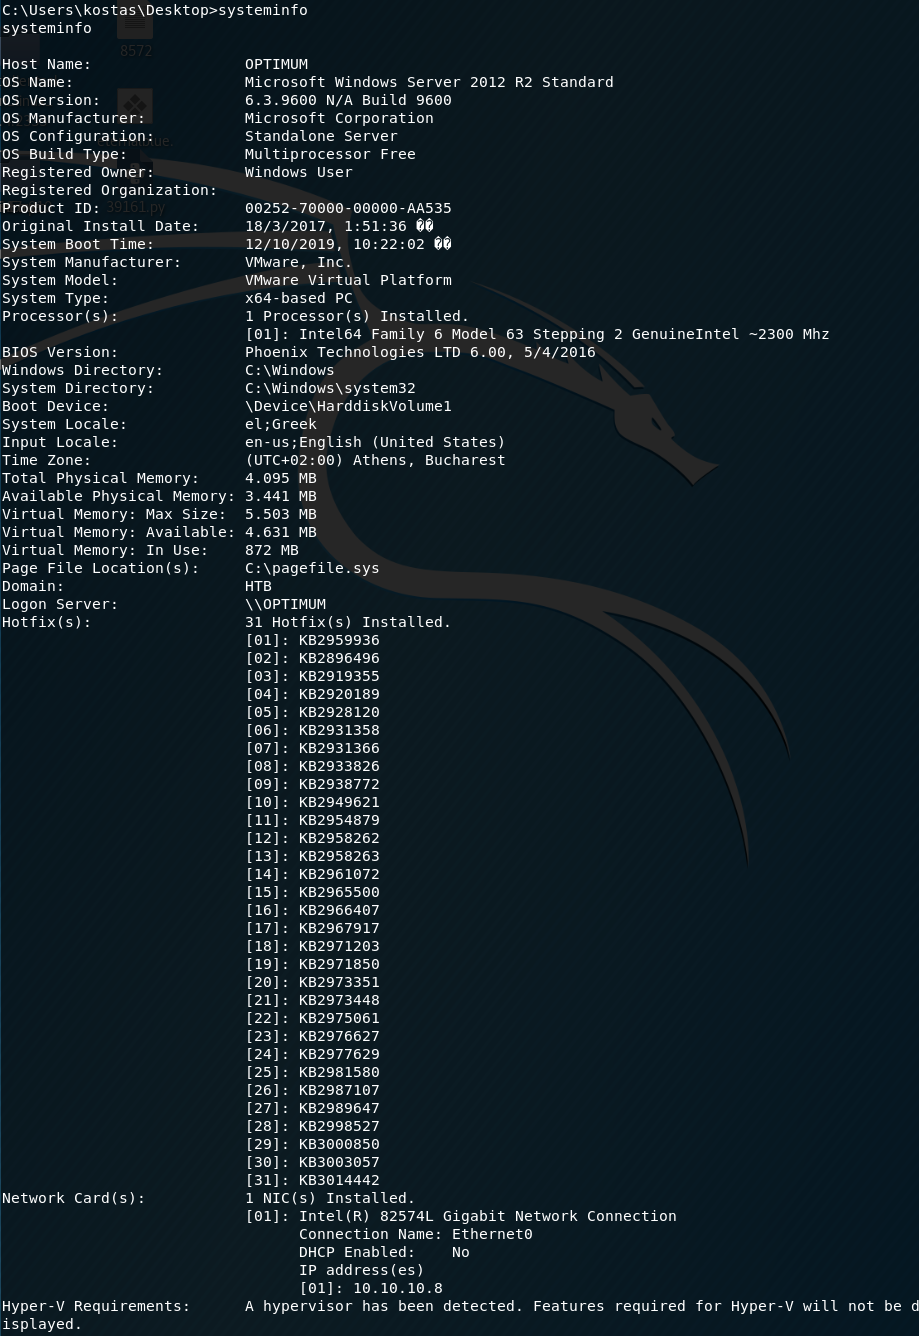 C:\Users\kostas\Desktop>systeminfo
systeminfo
8572
Host Name: OPTIMUM
OS Name: Microsoft Windows Server 2012 R2 Standard
OS Version: 6.3.9600 N/A Build 9600
OS Manufacturer: Microsoft Corporation
OS Configuration: Standalone Server
OS Build Type: Multiprocessor Free
Registered Owner: Windows User
Registered Organization:
39161.py
Product ID: 00252-70000-00000-AA535
Original Install Date: 18/3/2017, 1:51:36 ��
System Boot Time: 12/10/2019, 10:22:02 ��
System Manufacturer: VMware, Inc.
System Model: VMware Virtual Platform
System Type: x64-based PC
Processor(s): 1 Processor(s) Installed.
[01]: Intel64 Family 6 Model 63 Stepping 2 GenuineIntel ~2300 Mhz
BIOS Version: Phoenix Technologies LTD 6.00, 5/4/2016
Windows Directory: C:\Windows
System Directory: C:\Windows\system32
Boot Device: \Device\HarddiskVolume1
System Locale: el;Greek
Input Locale: en-us;English (United States)
Time Zone: (UTC+02:00) Athens, Bucharest
Total Physical Memory: 4.095 MB
Available Physical Memory: 3.441 MB
Virtual Memory: Max Size: 5.503 MB
Virtual Memory: Available: 4.631 MB
Virtual Memory: In Use: 872 MB
Page File Location(s): C:\pagefile.sys
Domain: HTB
Logon Server: \\OPTIMUM
Hotfix(s): 31 Hotfix(s) Installed.
[01]: KB2959936
[02]: KB2896496
[03]: KB2919355
[04]: KB2920189
[05]: KB2928120
[06]: KB2931358
[07]: KB2931366
[08]: KB2933826
[09]: KB2938772
[10]: KB2949621
[11]: KB2954879
[12]: KB2958262
[13]: KB2958263
[14]: KB2961072
[15]: KB2965500
[16]: KB2966407
[17]: KB2967917
[18]: KB2971203
[19]: KB2971850
[20]: KB2973351
[21]: KB2973448
[22]: KB2975061
[23]: KB2976627
[24]: KB2977629
[25]: KB2981580
[26]: KB2987107
[27]: KB2989647
[28]: KB2998527
[29]: KB3000850
[30]: KB3003057
[31]: KB3014442
Network Card(s): 1 NIC(s) Installed.
[01]: Intel(R) 82574L Gigabit Network Connection
Connection Name: Ethernet0
DHCP Enabled: No
IP address(es)
[01]: 10.10.10.8
Hyper-V Requirements: A hypervisor has been detected. Features required for Hyper-V will not be d
isplayed.